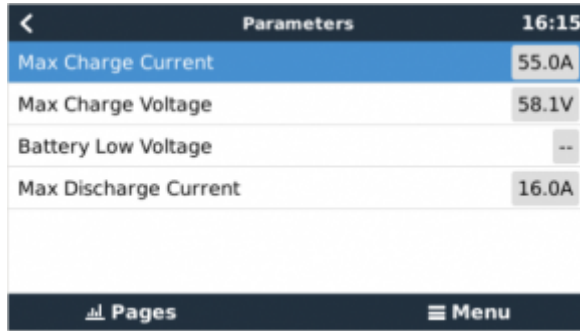 Parameters 16:15
Max Charge Current 55.0A
Max Charge Voltage 58.1V
Battery Low Voltage --
Max Discharge Current 16.0A
Pages Menu